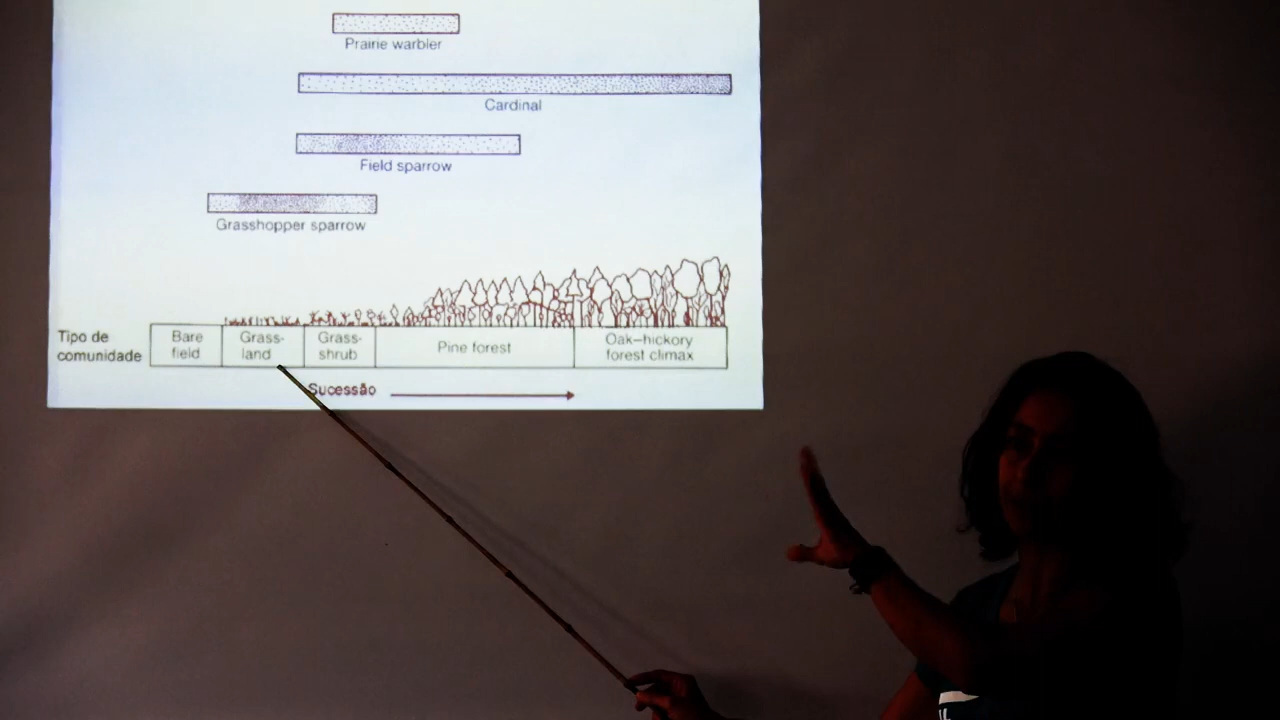 Prairie warbler
Cardinal
Field sparrow
Grasshopper sparrow
Tipo de
comunidade
Bare
field
Grass-
land
Grass-
shrub
Pine forest
Oak–hickory
forest climax
Sucessão